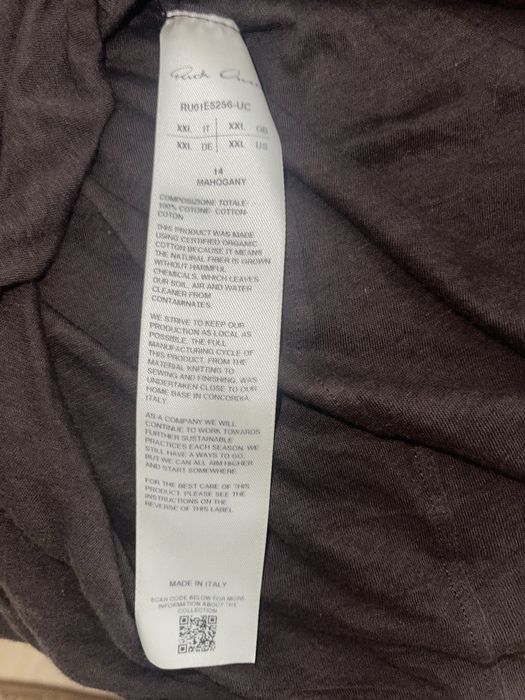 Rick Owens
RU01E5256-UC
XXL IT XXL GB
XXL DE XXL US
14
MAHOGANY
COMPOSIZIONE TOTALE:
100% COTONE- COTTON-
COTON
THIS PRODUCT WAS MADE
USING CERTIFIED ORGANIC
COTTON BECAUSE IT MEANS
THE NATURAL FIBER IS GROWN
WITHOUT HARMFUL
CHEMICALS, WHICH LEAVES
OUR SOIL, AIR AND WATER
CLEANER FROM
CONTAMINATES
WE STRIVE TO KEEP OUR
PRODUCTION AS LOCAL AS
POSSIBLE. THE FULL
MANUFACTURING CYCLE OF
THIS PRODUCT, FROM THE
MATERIAL KNITTING TO
SEWING AND FINISHING, WAS
UNDERTAKEN CLOSE TO OUR
HOME BASE IN CONCORDIA,
ITALY
AS A COMPANY WE WILL
CONTINUE TO WORK TOWARDS
FURTHER SUSTAINABLE
PRACTICES EACH SEASON. WE
STILL HAVE A WAYS TO GO,
BUT WE CAN ALL AIM HIGHER
AND START SOMEWHERE
FOR THE BEST CARE OF THIS
PRODUCT, PLEASE SEE THE
INSTRUCTIONS ON THE
REVERSE OF THIS LABEL
MADE IN ITALY
SCAN CODE BELOW FOR MORE
INFORMATION ABOUT THE
COLLECTION